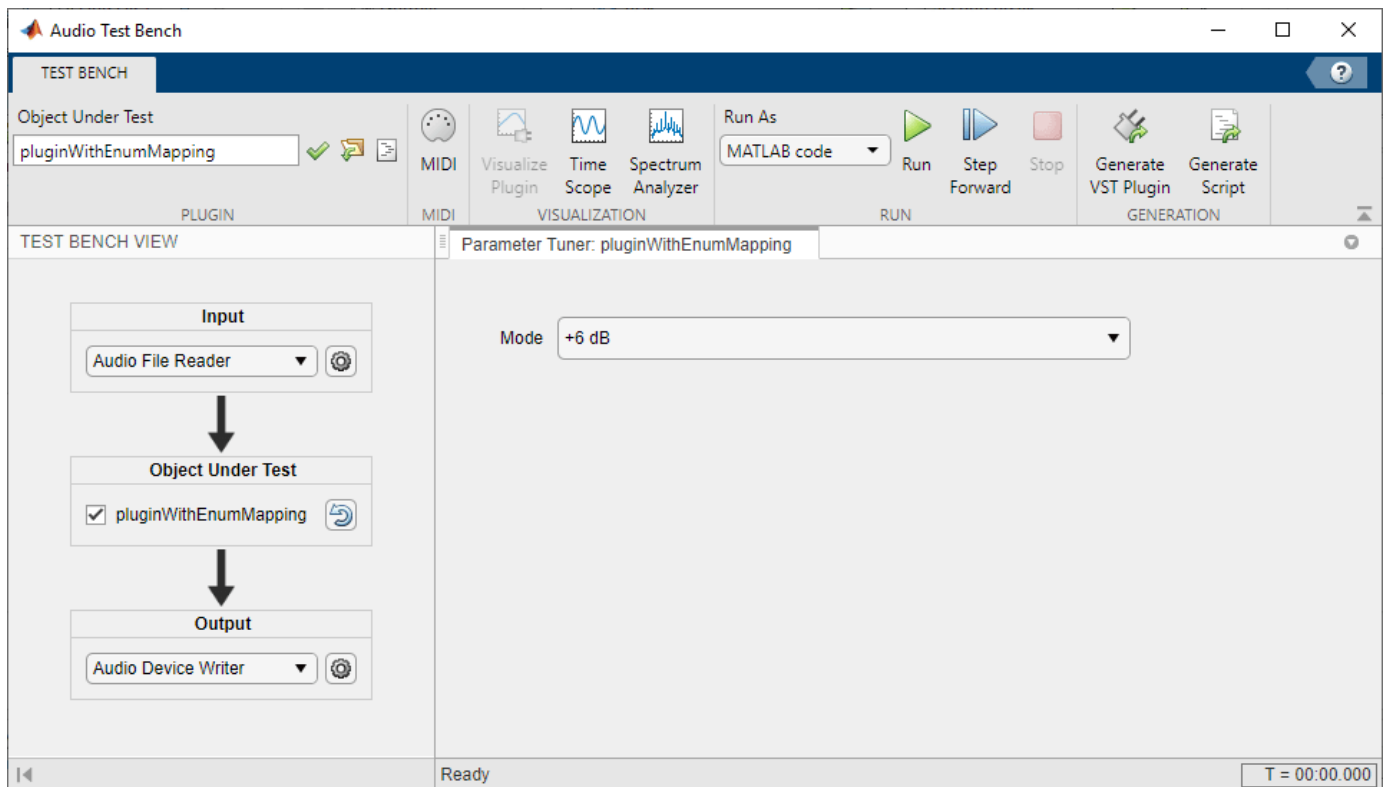 Audio Test Bench
TEST BENCH
?
Object Under Test
pluginWithEnumMapping
PLUGIN
MIDI
MIDI
Visualize Plugin
Time Scope
Spectrum Analyzer
VISUALIZATION
Run As
MATLAB code
Run
Step Forward
Stop
RUN
Generate VST Plugin
Generate Script
GENERATION
TEST BENCH VIEW
Input
Audio File Reader
Object Under Test
pluginWithEnumMapping
Output
Audio Device Writer
Parameter Tuner: pluginWithEnumMapping
Mode +6 dB
Ready
T = 00:00.000